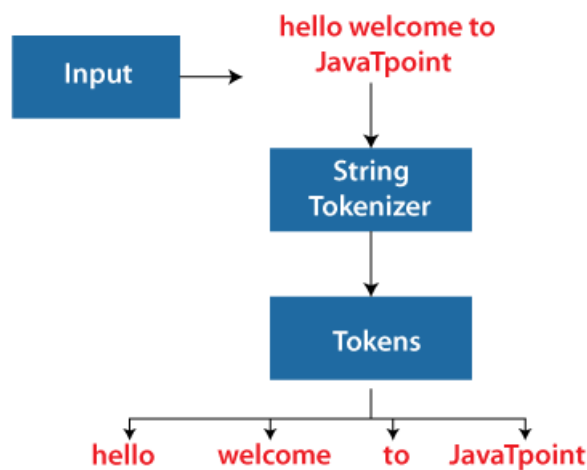 hello welcome to
JavaTpoint
Input
String
Tokenizer
Tokens
hello welcome to JavaTpoint